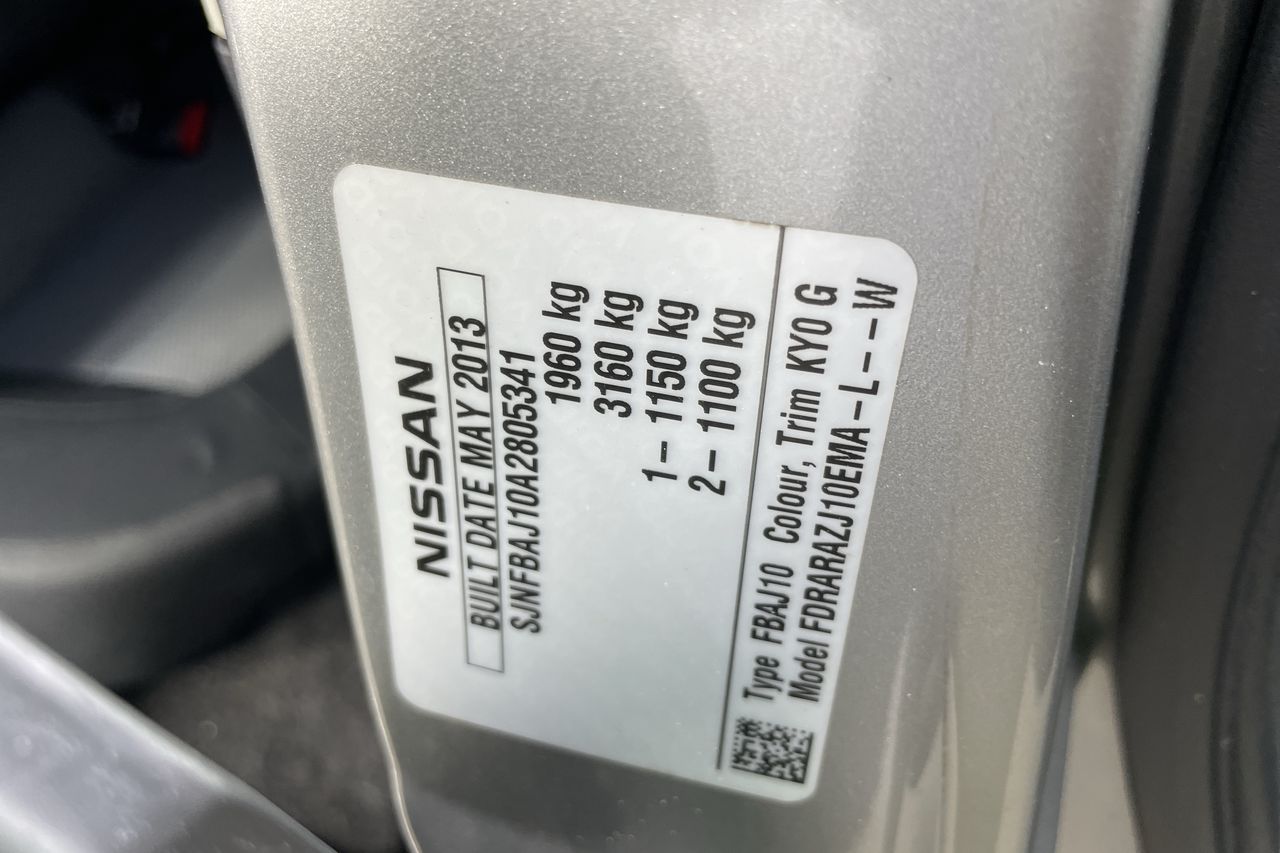 NISSAN
BUILT DATE MAY 2013
SJNFBAJ10A2805341
1960 kg
3160 kg
1– 1150 kg
2– 1100 kg
Type FBAJ10 Colour, Trim KY0 G
Model FDRARAZJ10EMA–L––W